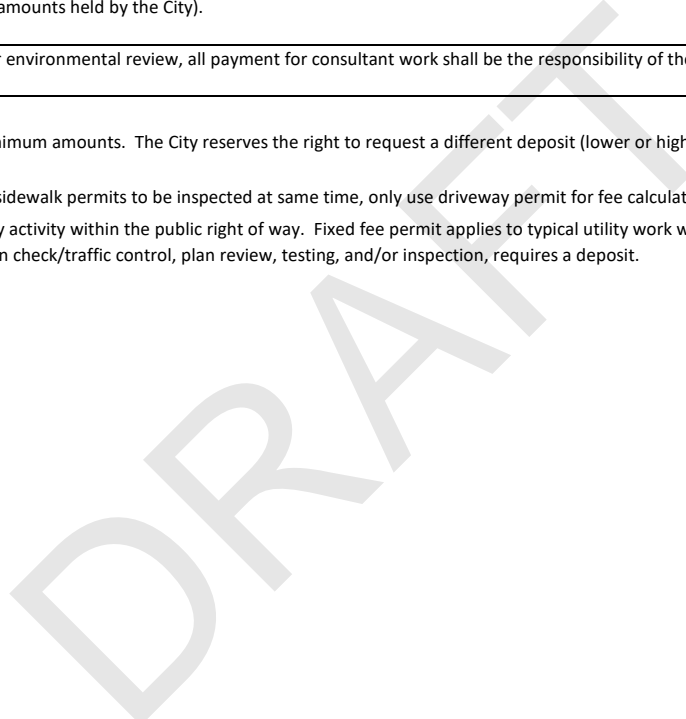 amounts held by the City).
environmental review, all payment for consultant work shall be the responsibility of the
amounts. The City reserves the right to request a different deposit (lower or
sidewalk permits to be inspected at same time, only use driveway permit for fee
activity within the public right of way. Fixed fee permit applies to typical utility work
check/traffic control, plan review, testing, and/or inspection, requires a deposit.
DRAFT